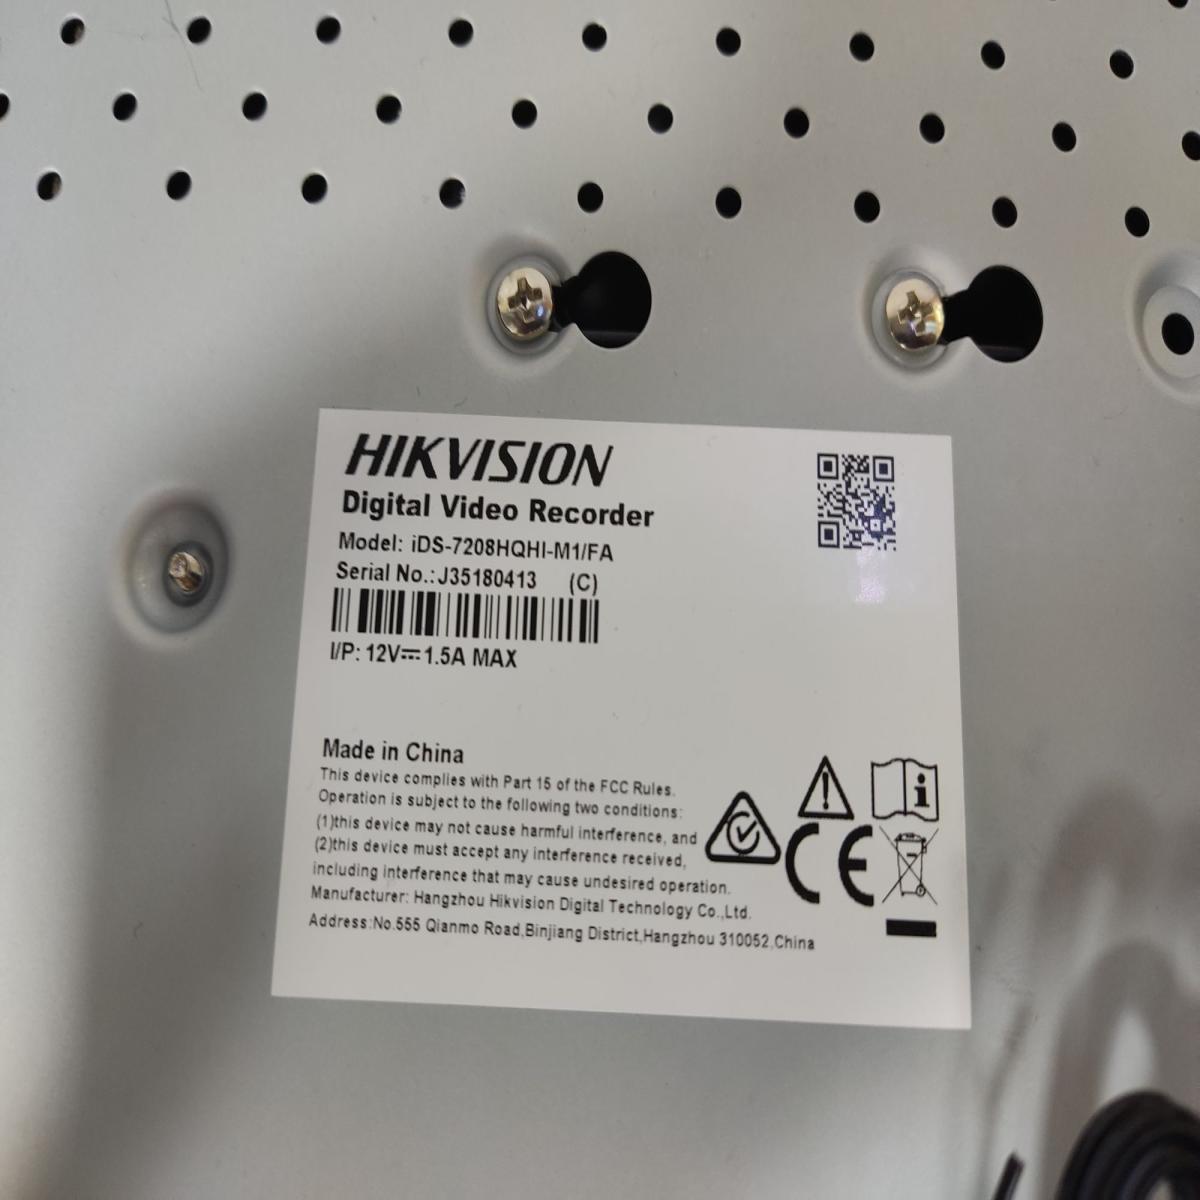 HIKVISION
Digital Video Recorder
Model: iDS-7208HQHI-M1/FA
Serial No.:J35180413 (C)
I/P: 12V⎓1.5A MAX
Made in China
This device complies with Part 15 of the FCC Rules.
Operation is subject to the following two conditions:
(1)this device may not cause harmful interference, and
(2)this device must accept any interference received,
including interference that may cause undesired operation.
Manufacturer: Hangzhou Hikvision Digital Technology Co.,Ltd.
Address:No.555 Qianmo Road,Binjiang District,Hangzhou 310052,China
CE